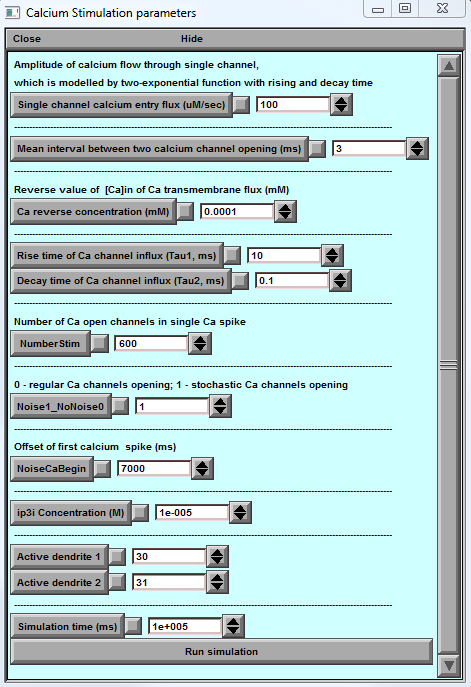 Calcium Stimulation parameters
Close Hide
Amplitude of calcium flow through single channel,
which is modelled by two-exponential function with rising and decay time
Single channel calcium entry flux (uM/sec) 100
Mean interval between two calcium channel opening (ms) 3
Reverse value of [Ca]in of Ca transmembrane flux (mM)
Ca reverse concentration (mM) 0.0001
Rise time of Ca channel influx (Tau1, ms) 10
Decay time of Ca channel influx (Tau2, ms) 0.1
Number of Ca open channels in single Ca spike
NumberStim 600
0 - regular Ca channels opening; 1 - stochastic Ca channels opening
Noise1_NoNoise0 1
Offset of first calcium spike (ms)
NoiseCaBegin 7000
ip3i Concentration (M) 1e-005
Active dendrite 1 30
Active dendrite 2 31
Simulation time (ms) 1e+005
Run simulation